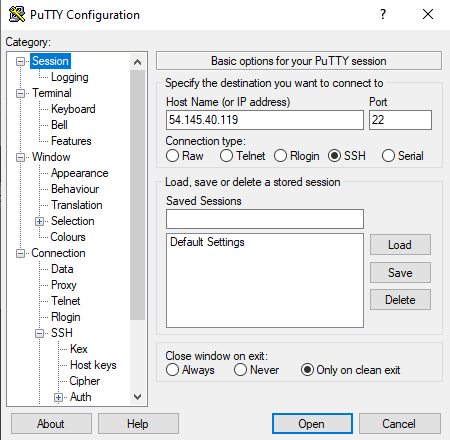 PuTTY Configuration
?
Category:
Session
Logging
Terminal
Keyboard
Bell
Features
Window
Appearance
Behaviour
Translation
Selection
Colours
Connection
Data
Proxy
Telnet
Rlogin
SSH
Kex
Host keys
Cipher
Auth
Basic options for your PuTTY session
Specify the destination you want to connect to
Host Name (or IP address) Port
54.145.40.119 22
Connection type:
Raw Telnet Rlogin SSH Serial
Load, save or delete a stored session
Saved Sessions
Default Settings
Load
Save
Delete
Close window on exit:
Always Never Only on clean exit
About Help Open Cancel